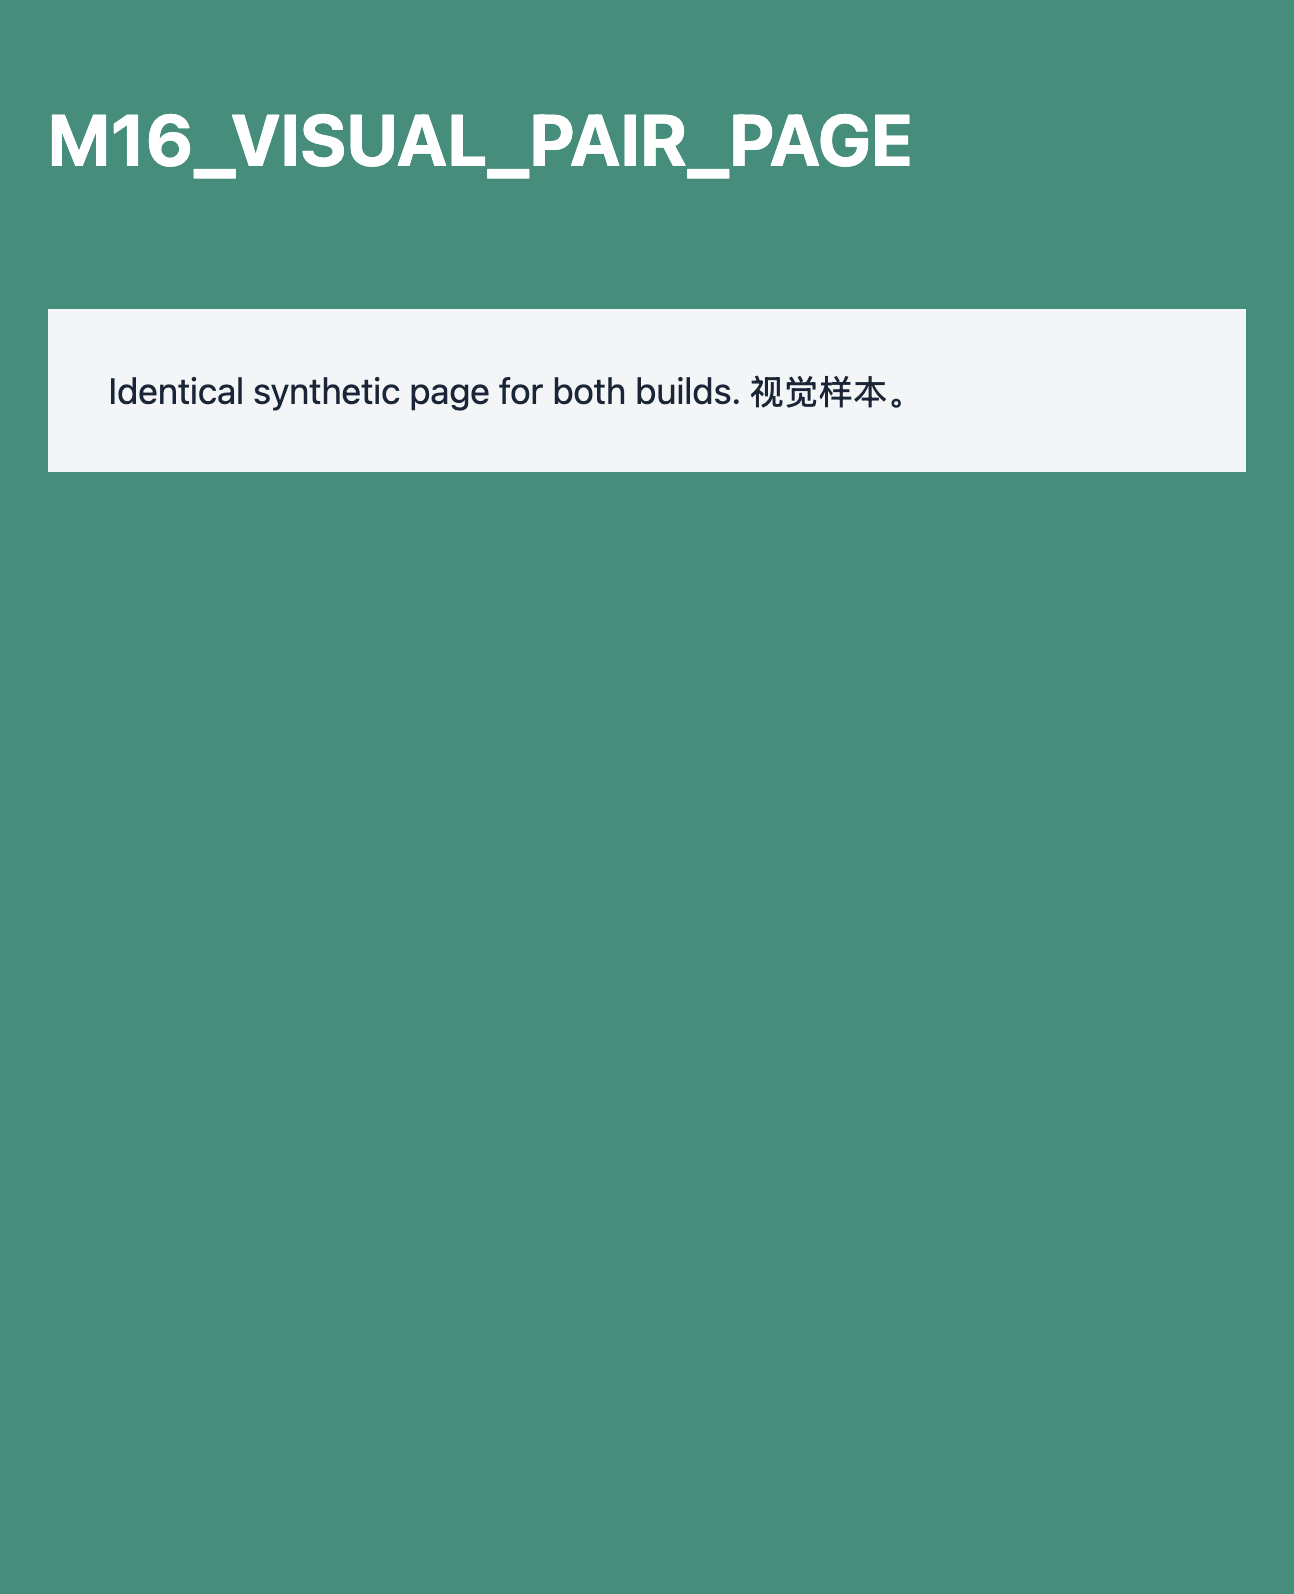 M16_VISUAL_PAIR_PAGE
Identical synthetic page for both builds. 视觉样本。